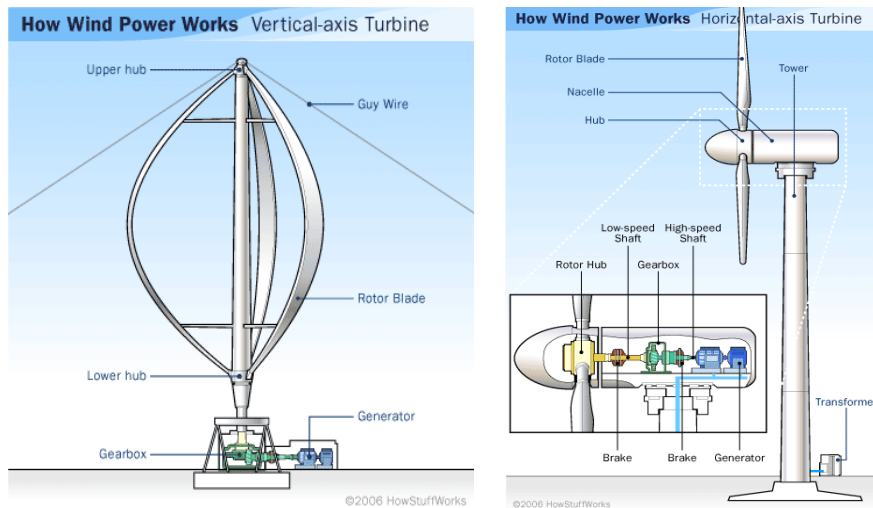 How Wind Power Works Vertical-axis Turbine
Upper hub
Guy Wire
Rotor Blade
Lower hub
Generator
Gearbox
©2006 HowStuffWorks
How Wind Power Works Horizontal-axis Turbine
Rotor Blade
Tower
Nacelle
Hub
Low-speed
Shaft
High-speed
Shaft
Rotor Hub
Gearbox
Transforme
Brake
Brake
Generator
©2006 HowStuffWorks